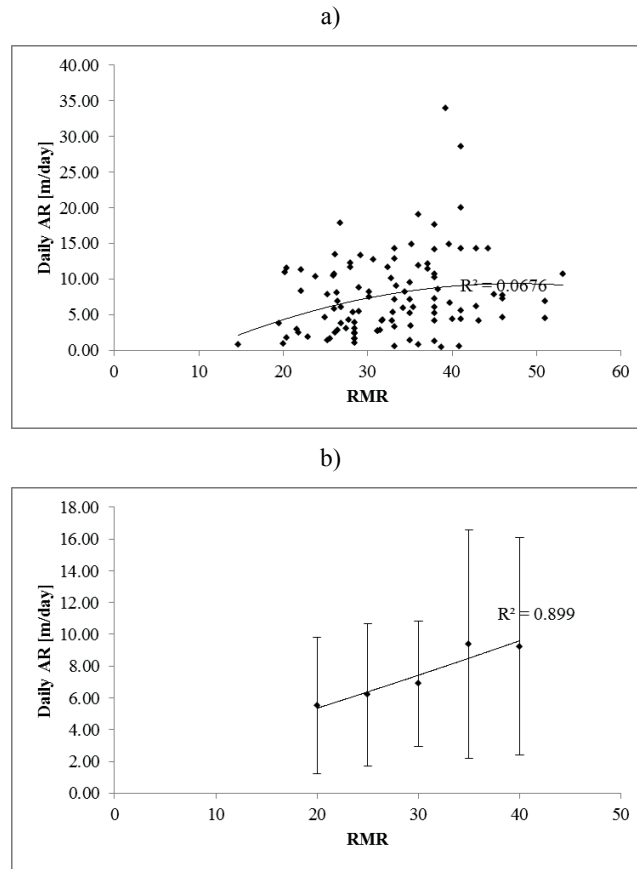 a)
40.00
35.00
30.00
25.00
20.00
15.00
10.00
5.00
0.00
Daily AR [m/day]
R² = 0.0676
0 10 20 30 40 50 60
RMR
b)
18.00
16.00
14.00
12.00
10.00
8.00
6.00
4.00
2.00
0.00
Daily AR [m/day]
R² = 0.899
0 10 20 30 40 50
RMR